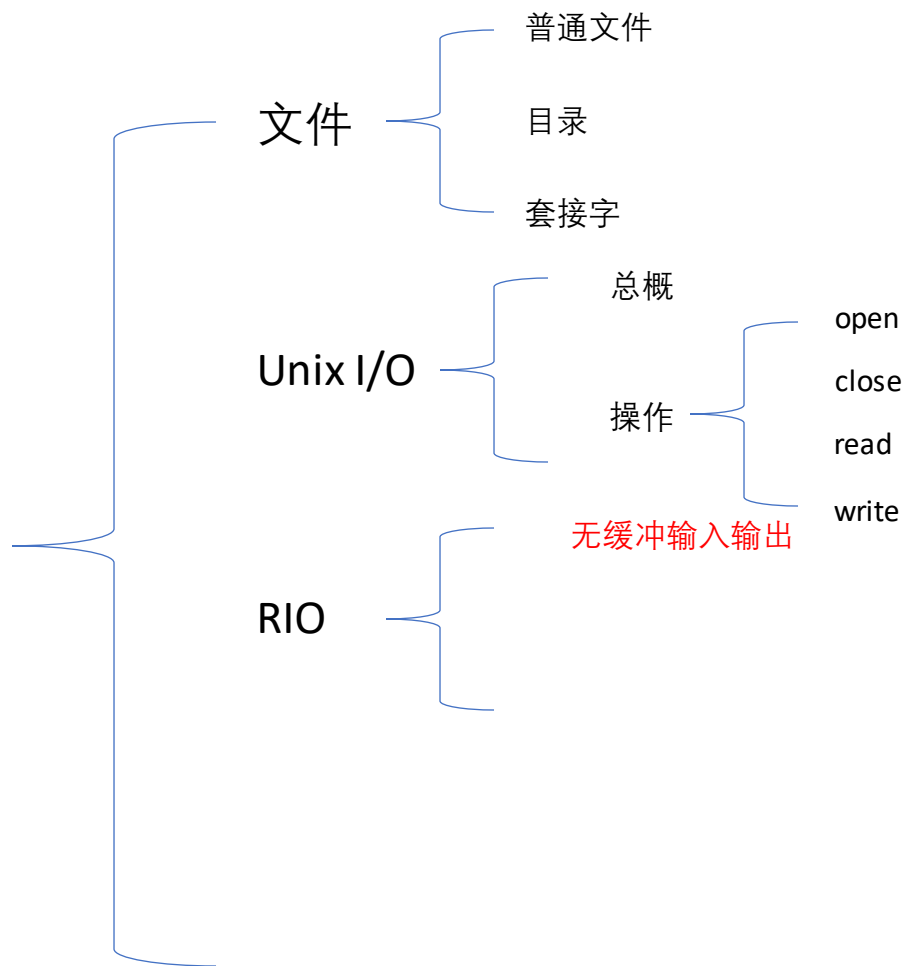 文件
普通文件
目录
套接字
Unix I/O
总概
操作
open
close
read
write
RIO
无缓冲输入输出